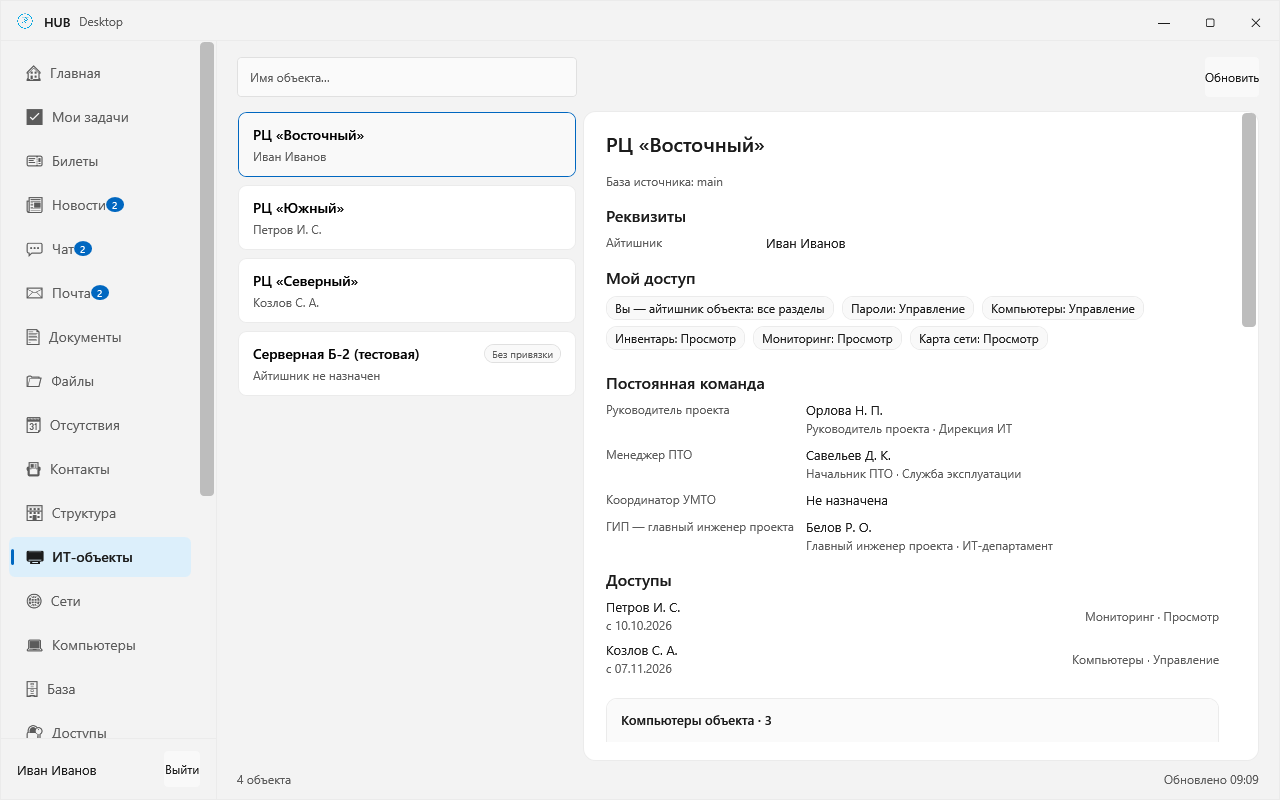 HUB Desktop
Главная
Мои задачи
Билеты
Новости 2
Чат 2
Почта 2
Документы
Файлы
31 Отсутствия
Контакты
Структура
ИТ-объекты
Сети
Компьютеры
База
Доступы
Иван Иванов Выйти
Имя объекта...
Обновить
РЦ «Восточный»
Иван Иванов
РЦ «Южный»
Петров И. С.
РЦ «Северный»
Козлов С. А.
Серверная Б-2 (тестовая) Без привязки
Айтишник не назначен
4 объекта
РЦ «Восточный»
База источника: main
Реквизиты
Айтишник Иван Иванов
Мой доступ
Вы — айтишник объекта: все разделы Пароли: Управление Компьютеры: Управление
Инвентарь: Просмотр Мониторинг: Просмотр Карта сети: Просмотр
Постоянная команда
Руководитель проекта Орлова Н. П.
Руководитель проекта · Дирекция ИТ
Менеджер ПТО Савельев Д. К.
Начальник ПТО · Служба эксплуатации
Координатор УМТО Не назначена
ГИП — главный инженер проекта Белов Р. О.
Главный инженер проекта · ИТ-департамент
Доступы
Петров И. С.
с 10.10.2026 Мониторинг · Просмотр
Козлов С. А.
с 07.11.2026 Компьютеры · Управление
Компьютеры объекта · 3
Обновлено 09:09